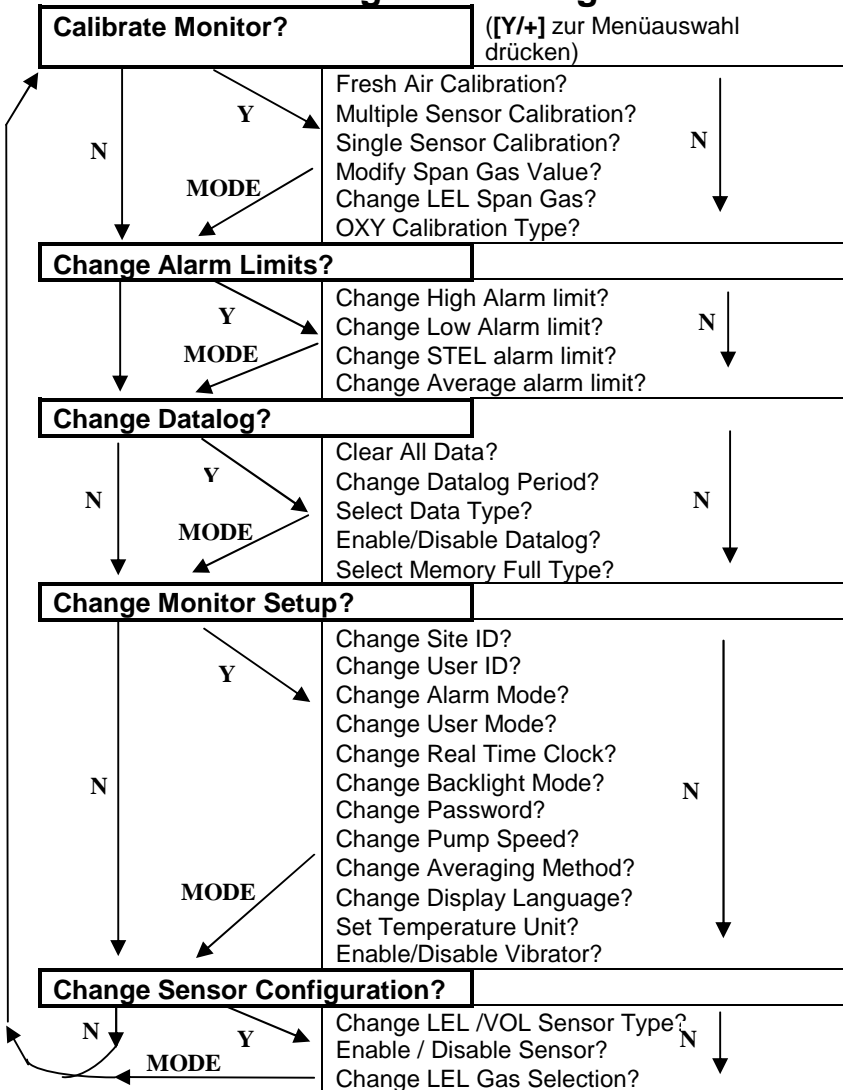 Calibrate Monitor?
([Y/+] zur Menüauswahl
drücken)
Fresh Air Calibration?
Y
Multiple Sensor Calibration?
N
Single Sensor Calibration?
N
Modify Span Gas Value?
MODE
Change LEL Span Gas?
OXY Calibration Type?
Change Alarm Limits?
Change High Alarm limit?
Y
Change Low Alarm limit?
N
MODE
Change STEL alarm limit?
Change Average alarm limit?
Change Datalog?
Clear All Data?
Y
Change Datalog Period?
N
Select Data Type?
N
MODE
Enable/Disable Datalog?
Select Memory Full Type?
Change Monitor Setup?
Change Site ID?
Y
Change User ID?
Change Alarm Mode?
Change User Mode?
Change Real Time Clock?
N
Change Backlight Mode?
N
Change Password?
Change Pump Speed?
Change Averaging Method?
MODE
Change Display Language?
Set Temperature Unit?
Enable/Disable Vibrator?
Change Sensor Configuration?
N
Change LEL /VOL Sensor Type?
N
Y
Enable / Disable Sensor?
MODE
Change LEL Gas Selection?